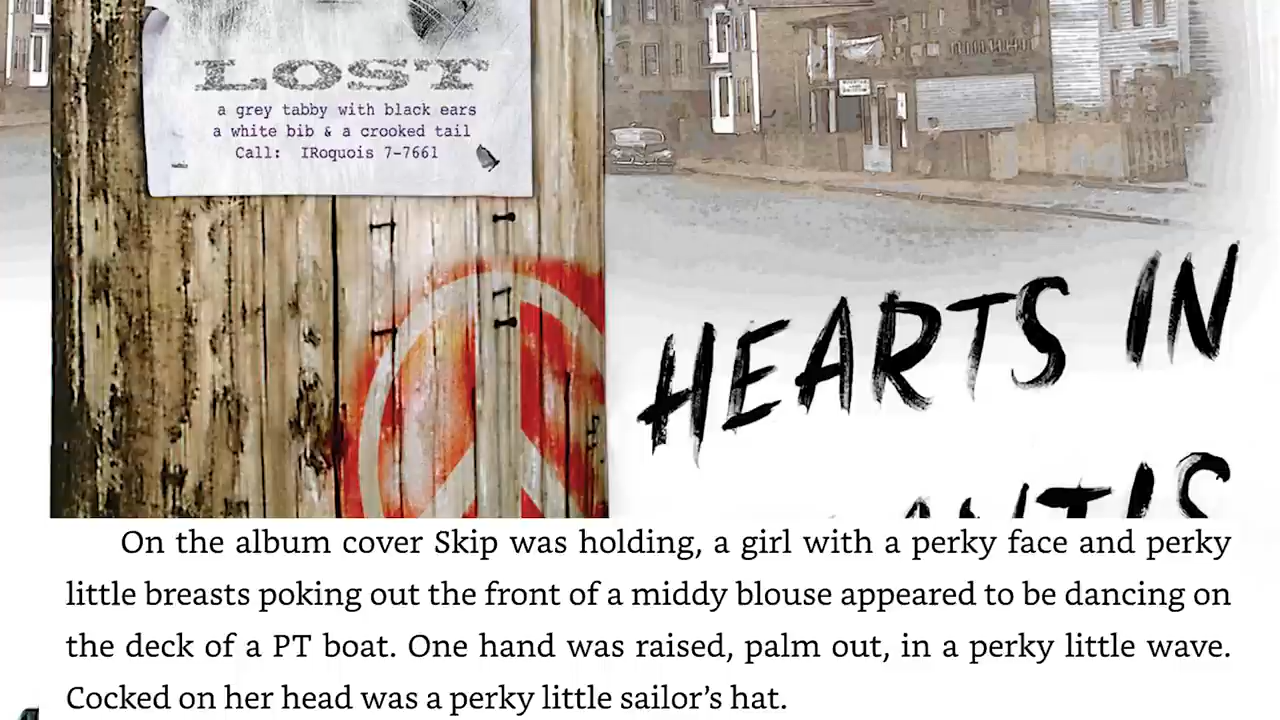 LOST
a grey tabby with black ears
a white bib & a crooked tail
Call: IRoquois 7-7661
HEARTS IN
On the album cover Skip was holding, a girl with a perky face and perky
little breasts poking out the front of a middy blouse appeared to be dancing on
the deck of a PT boat. One hand was raised, palm out, in a perky little wave.
Cocked on her head was a perky little sailor’s hat.